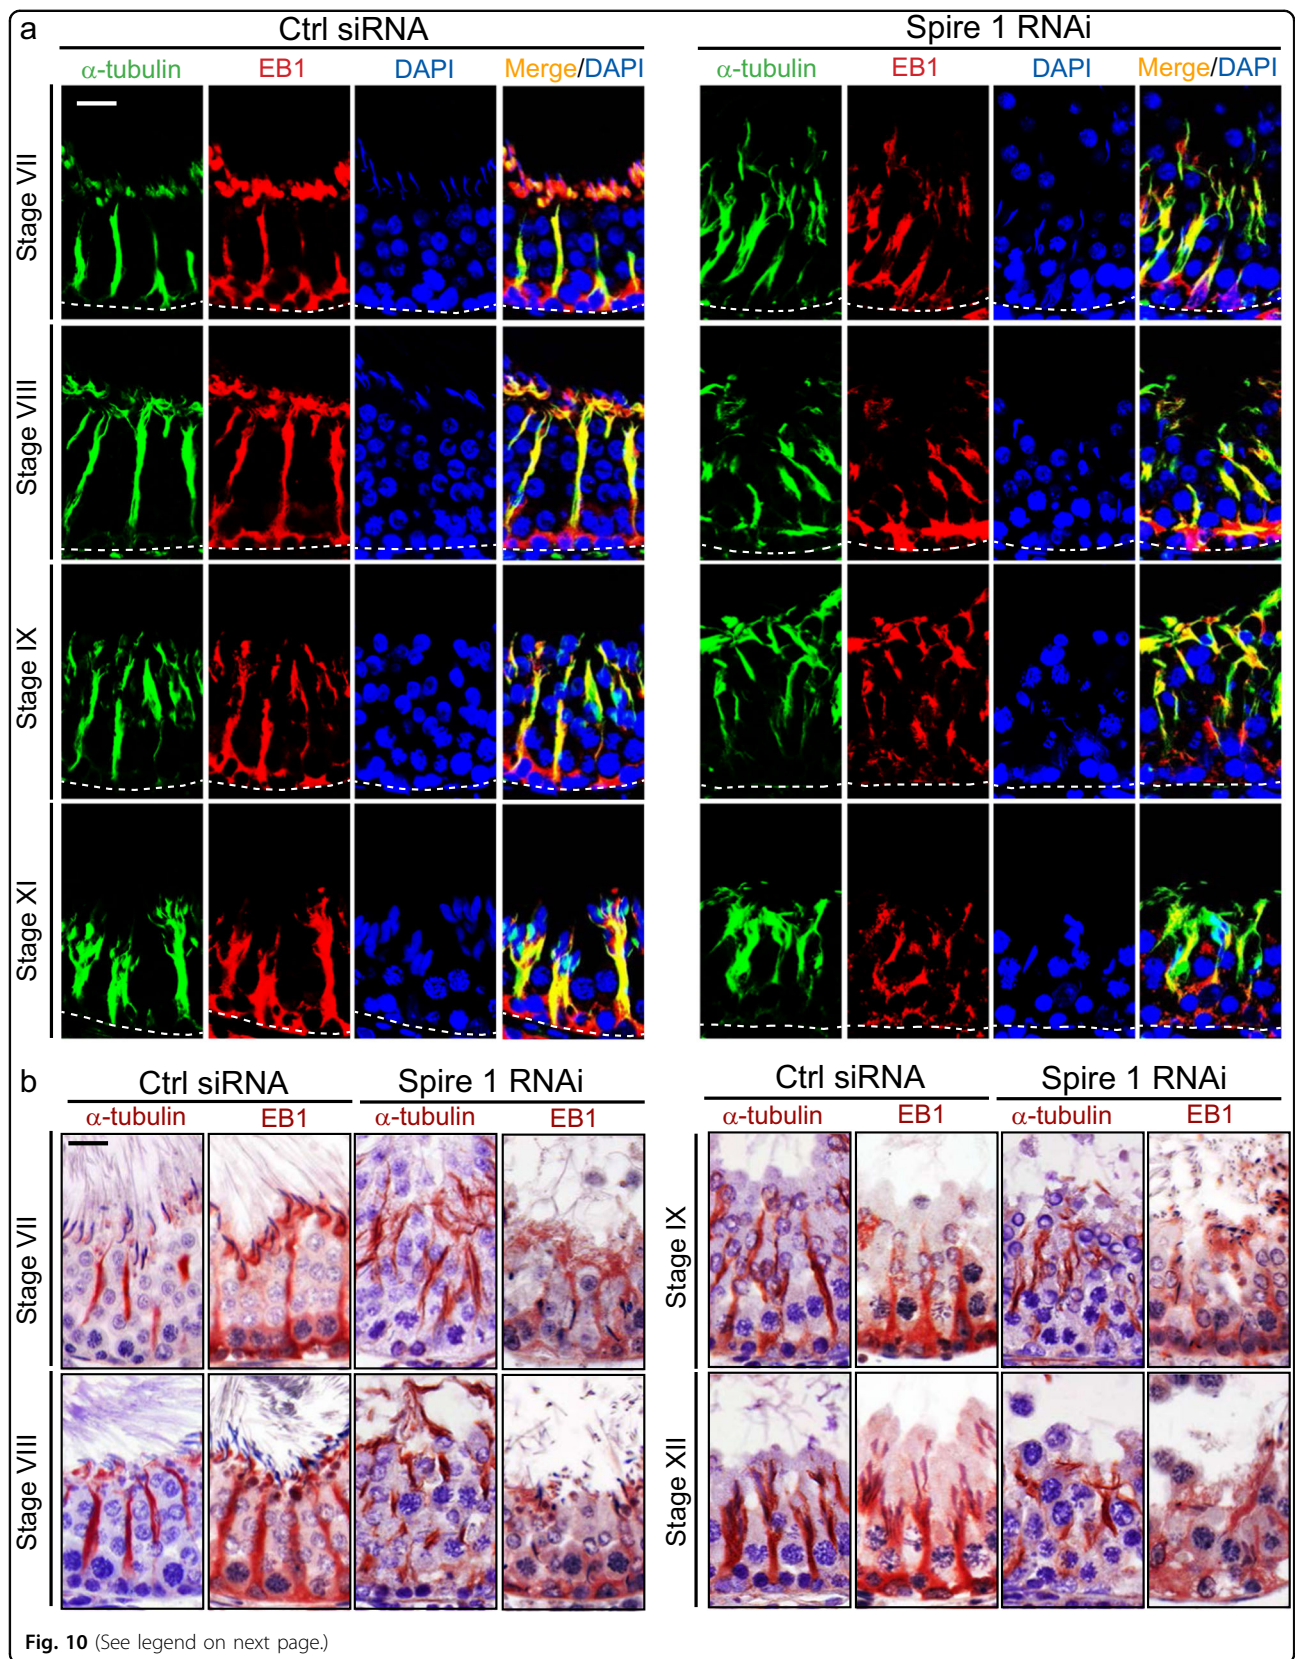 a
Ctrl siRNA Spire 1 RNAi
α-tubulin EB1 DAPI Merge/DAPI α-tubulin EB1 DAPI Merge/DAPI
Stage VII
Stage VIII
Stage IX
Stage XI
b
Ctrl siRNA Spire 1 RNAi Ctrl siRNA Spire 1 RNAi
α-tubulin EB1 α-tubulin EB1 α-tubulin EB1 α-tubulin EB1
Stage VII Stage IX
Stage VIII Stage XII
Fig. 10 (See legend on next page.)